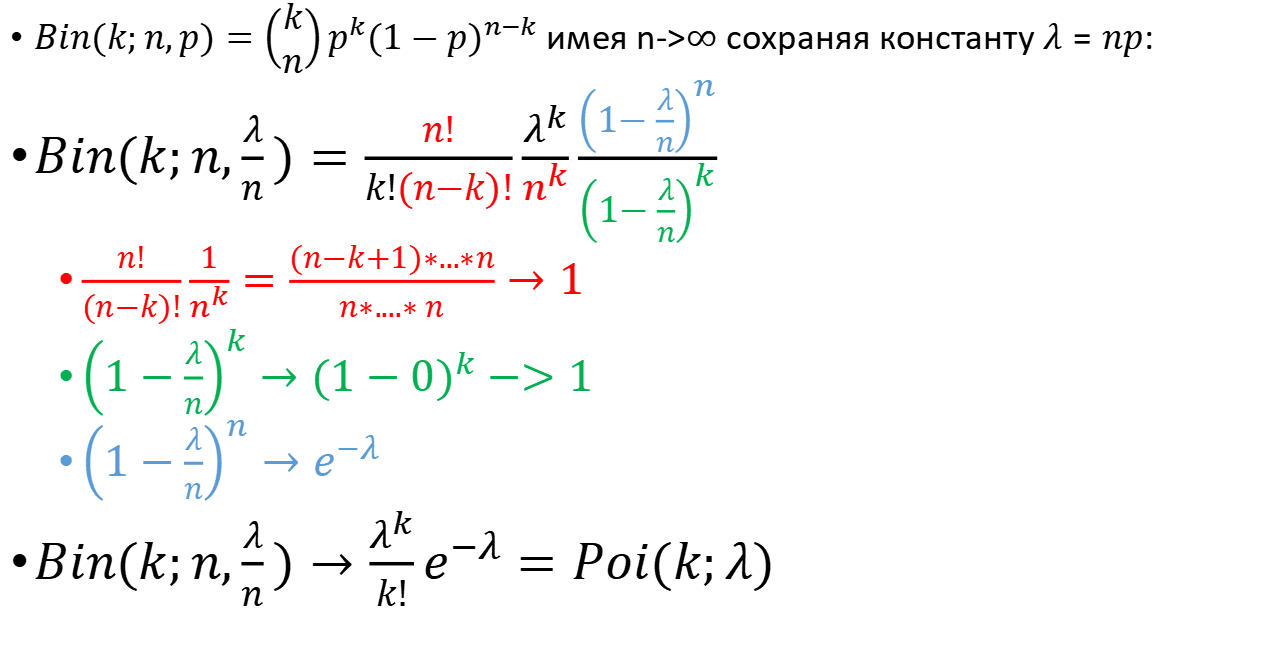 • Bin(k; n, p) = (k n) p^k (1 − p)^{n−k} имея n->∞ сохраняя константу λ = np:
• Bin(k; n, λ/n) = n!/(k!(n−k)!) λ^k/n^k (1−λ/n)^n/(1−λ/n)^k
• n!/(n−k)! 1/n^k = ((n−k+1)∗...∗n)/(n∗....∗ n) → 1
• (1 − λ/n)^k → (1 − 0)^k −> 1
• (1 − λ/n)^n → e^{−λ}
• Bin(k; n, λ/n) → λ^k/k! e^{−λ} = Poi(k; λ)